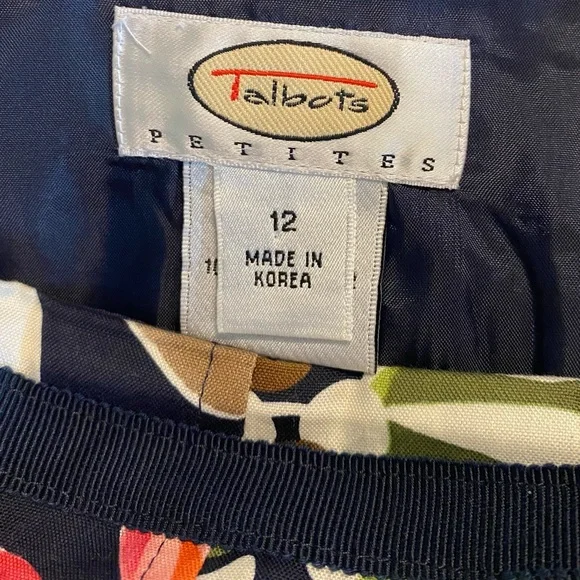 Talbots
PETITES
12
MADE IN
KOREA